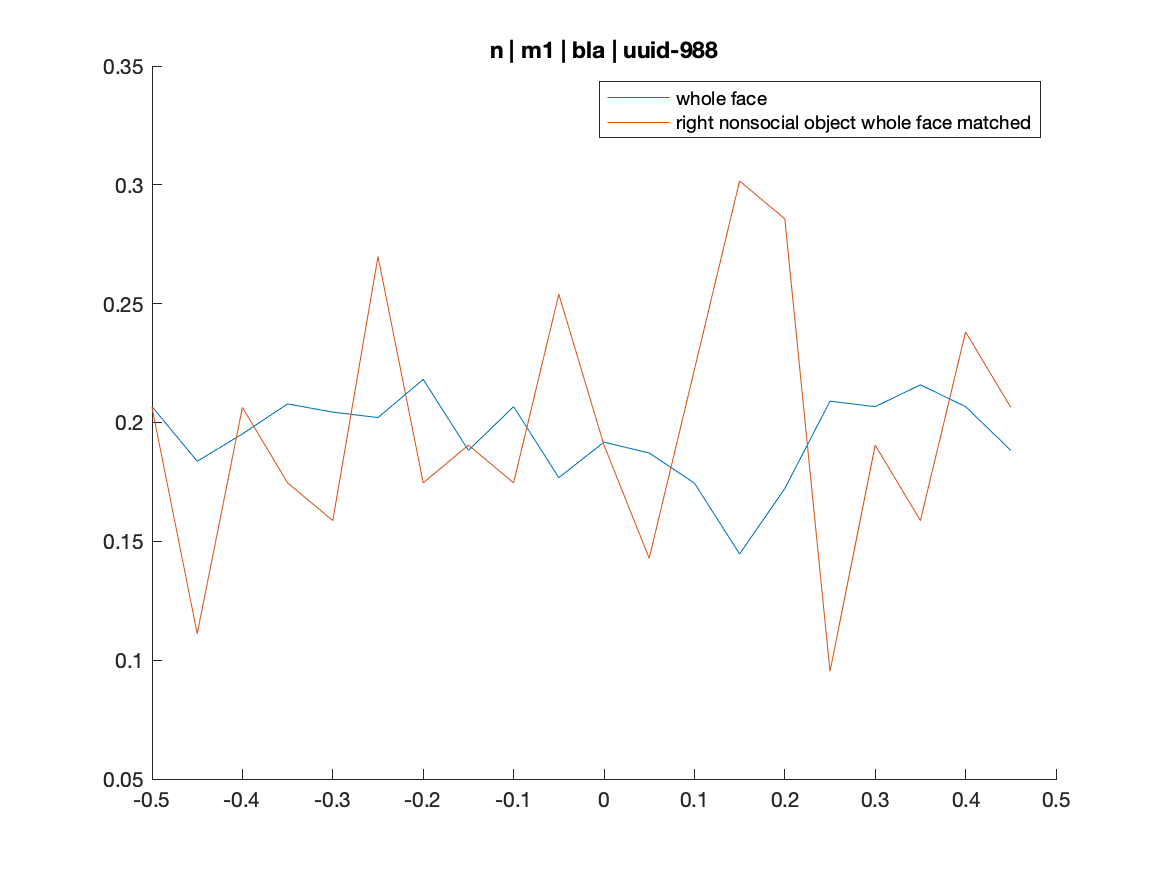 n | m1 | bla | uuid-988
whole face
right nonsocial object whole face matched
0.35
0.3
0.25
0.2
0.15
0.1
0.05
-0.5 -0.4 -0.3 -0.2 -0.1 0 0.1 0.2 0.3 0.4 0.5